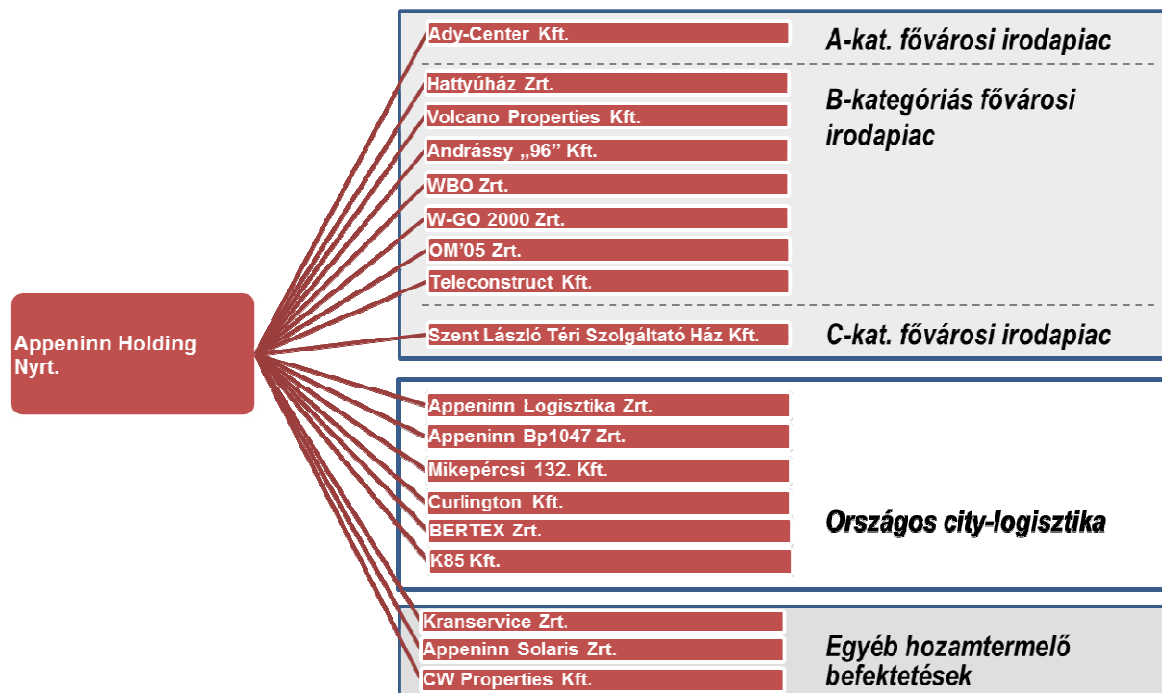 Ady-Center Kft.
A-kat. fővárosi irodapiac
Hattyúház Zrt.
Volcano Properties Kft.
Andrássy „96” Kft.
WBO Zrt.
W-GO 2000 Zrt.
OM’05 Zrt.
Teleconstruct Kft.
B-kategóriás fővárosi
irodapiac
Szent László Téri Szolgáltató Ház Kft.
C-kat. fővárosi irodapiac
Appeninn Holding
Nyrt.
Appeninn Logisztika Zrt.
Appeninn Bp1047 Zrt.
Mikepércsi 132. Kft.
Curlington Kft.
BERTEX Zrt.
K85 Kft.
Országos city-logisztika
Kranservice Zrt.
Appeninn Solaris Zrt.
CW Properties Kft.
Egyéb hozamtermelő
befektetések